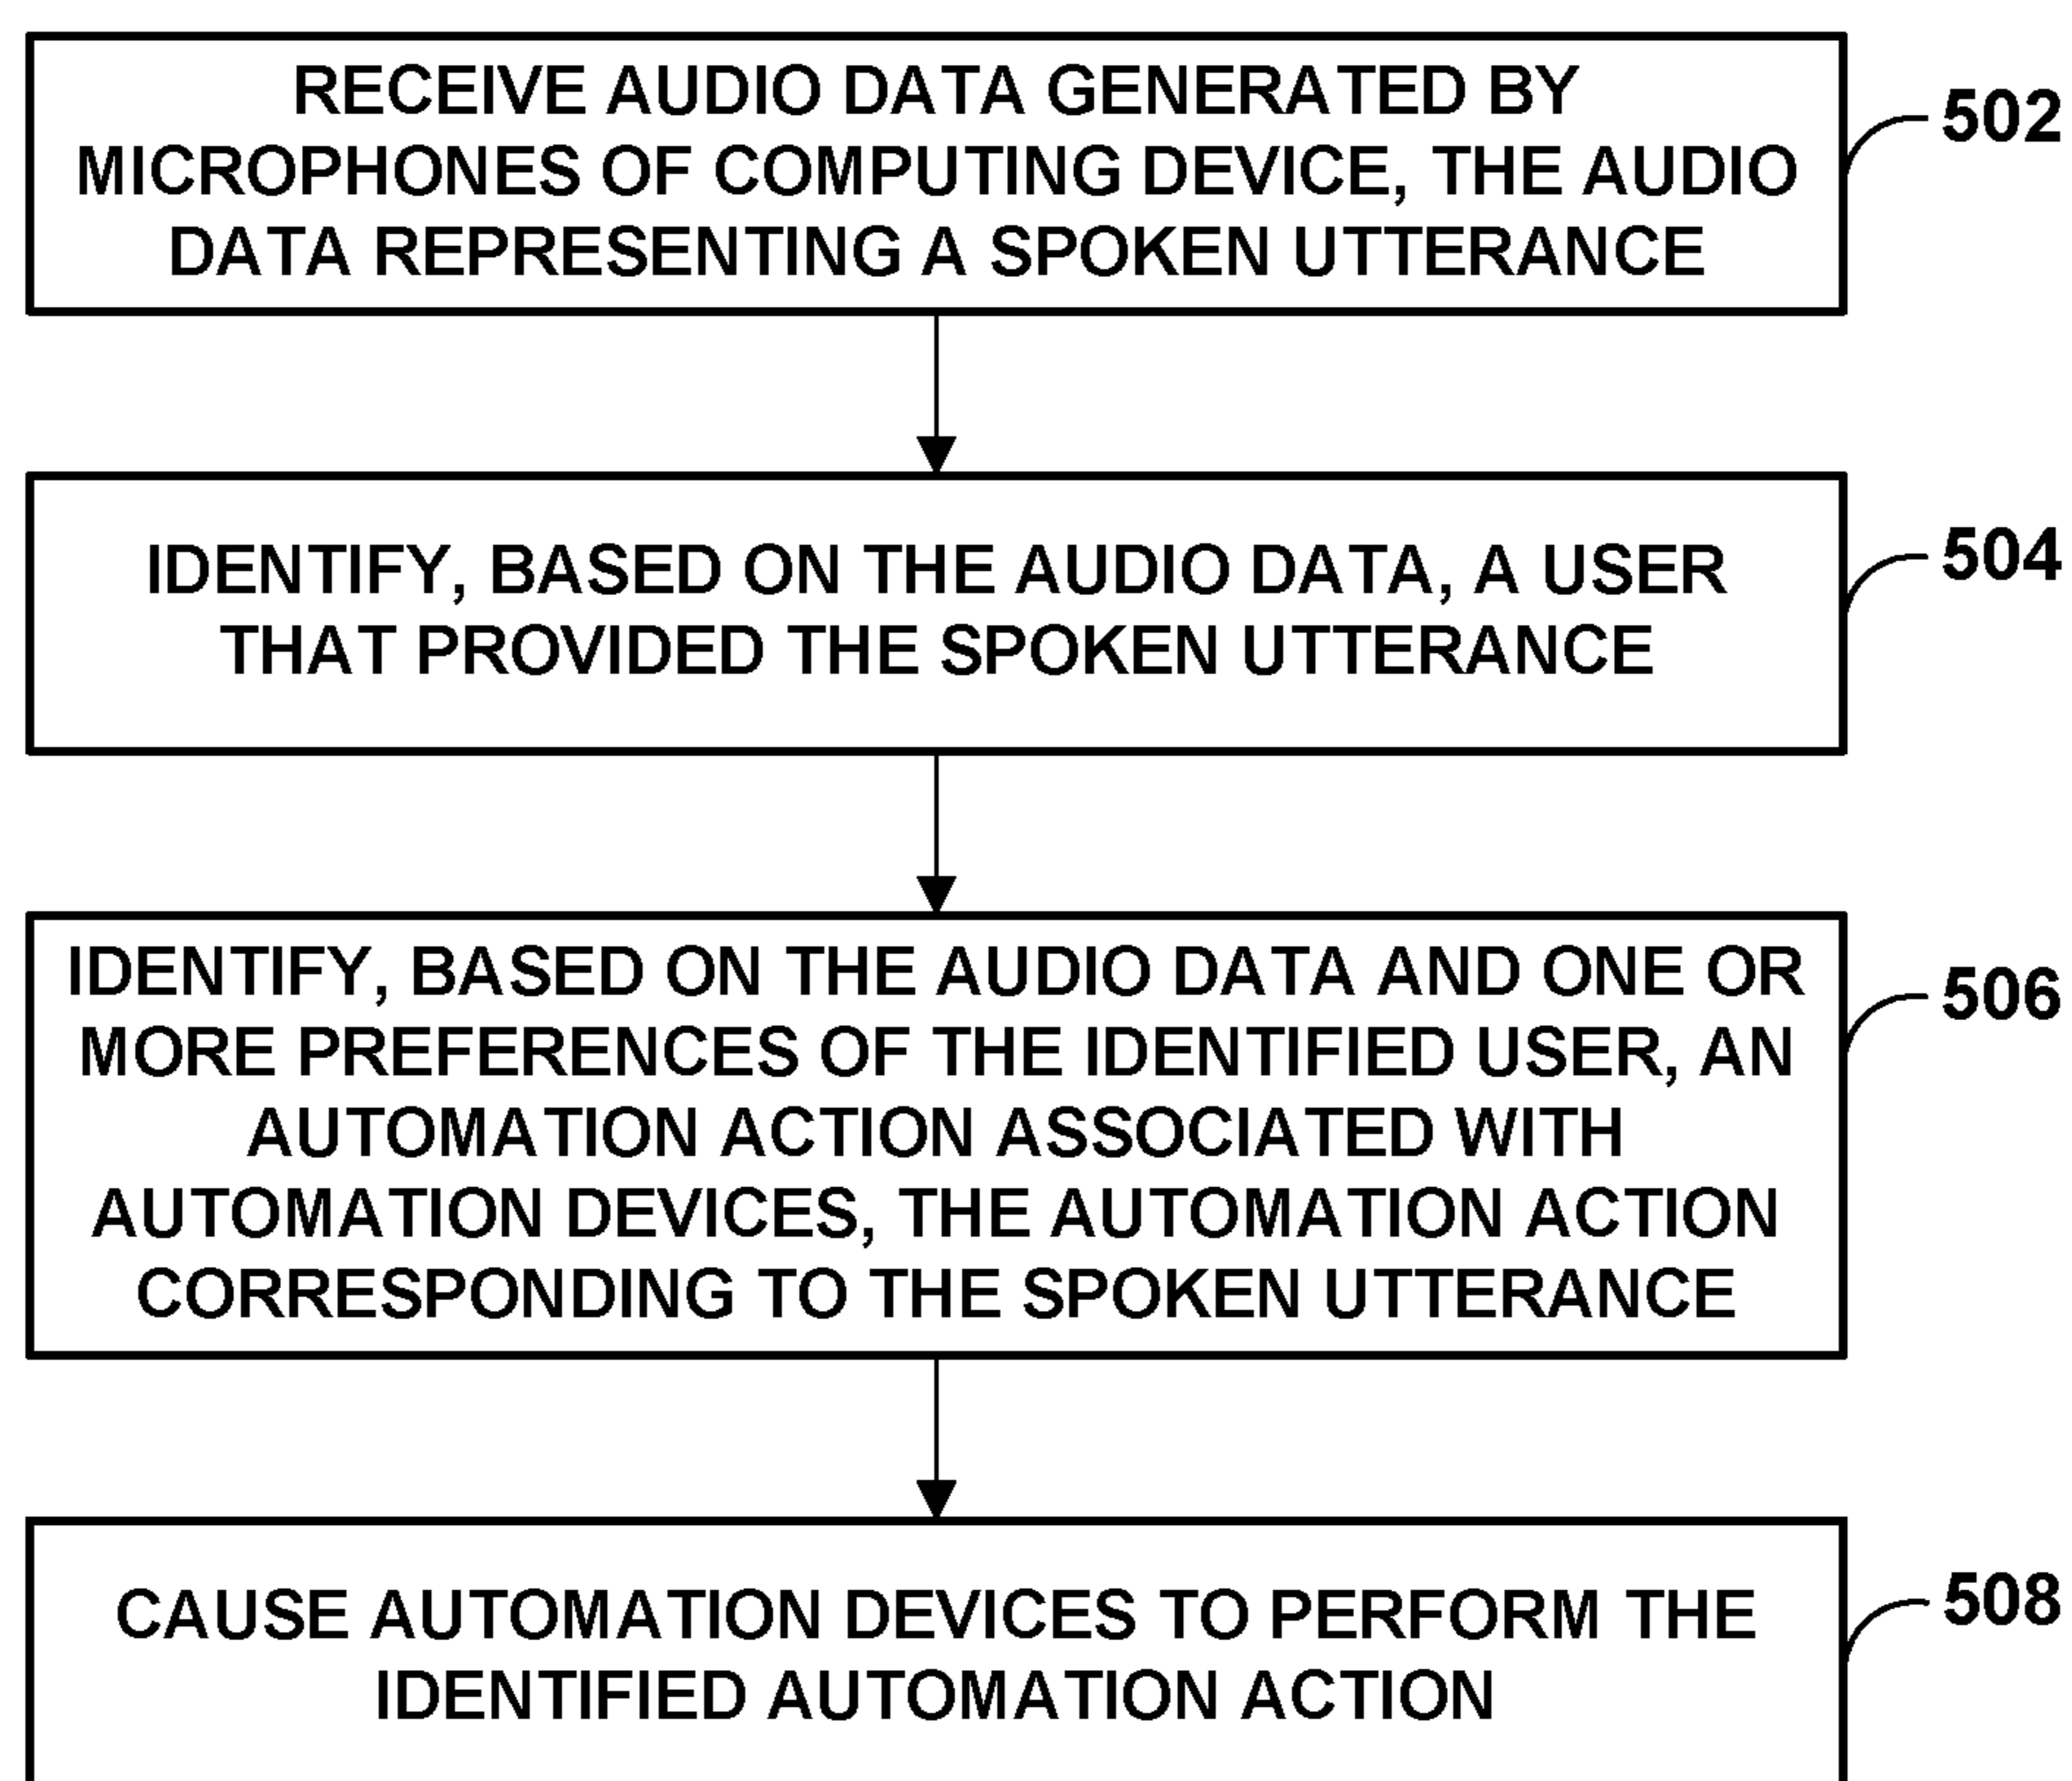 RECEIVE AUDIO DATA GENERATED BY
MICROPHONES OF COMPUTING DEVICE, THE AUDIO
DATA REPRESENTING A SPOKEN UTTERANCE
502
IDENTIFY, BASED ON THE AUDIO DATA, A USER
THAT PROVIDED THE SPOKEN UTTERANCE
504
IDENTIFY, BASED ON THE AUDIO DATA AND ONE OR
MORE PREFERENCES OF THE IDENTIFIED USER, AN
AUTOMATION ACTION ASSOCIATED WITH
AUTOMATION DEVICES, THE AUTOMATION ACTION
CORRESPONDING TO THE SPOKEN UTTERANCE
506
CAUSE AUTOMATION DEVICES TO PERFORM THE
IDENTIFIED AUTOMATION ACTION
508